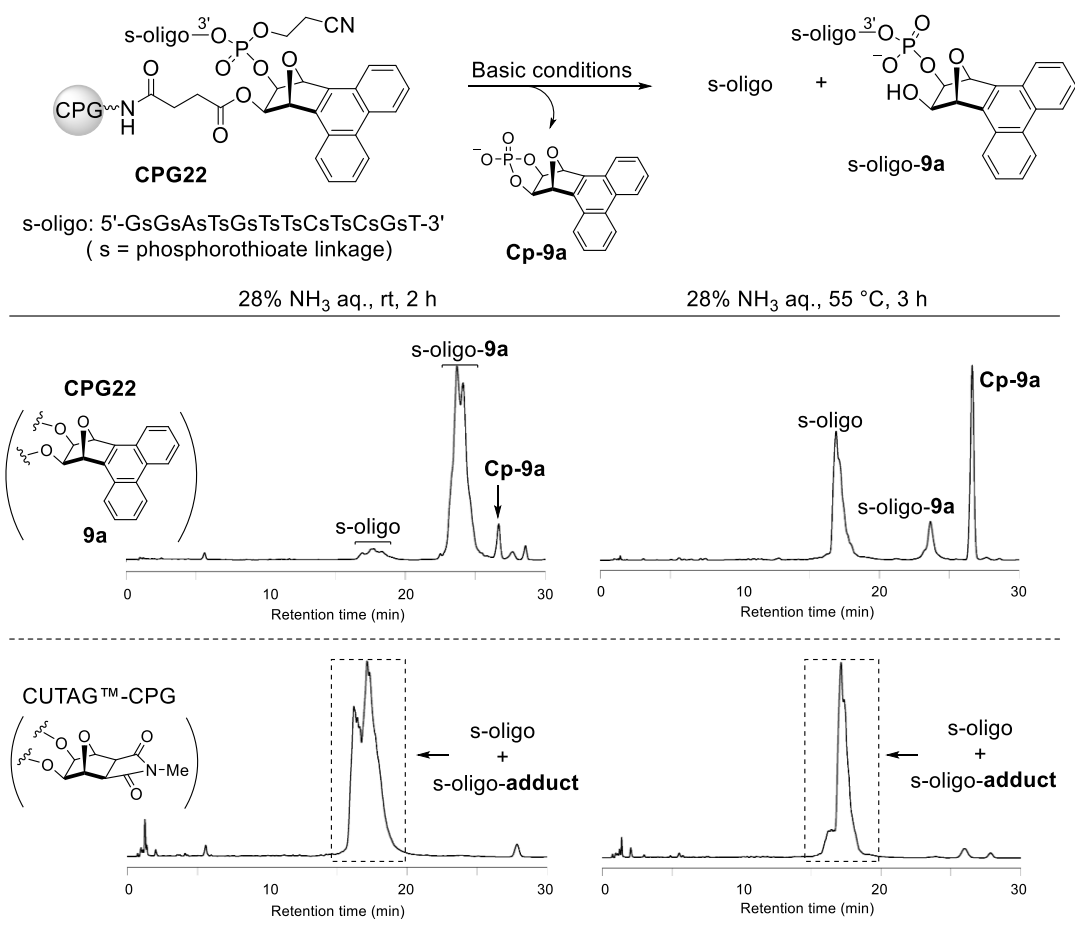 s-oligo 3' O P O CN
O O O
CPG N H O O O
CPG22
Basic conditions
⁻O P O O O O
Cp-9a
s-oligo + s-oligo 3' O P O ⁻O O O HO
s-oligo-9a
s-oligo: 5'-GsGsAsTsGsTsTsCsTsCsGsT-3'
( s = phosphorothioate linkage)
28% NH3 aq., rt, 2 h 28% NH3 aq., 55 °C, 3 h
CPG22
O O O
9a
s-oligo-9a
Cp-9a
s-oligo
0 10 20 30
Retention time (min)
Cp-9a
s-oligo
s-oligo-9a
0 10 20 30
Retention time (min)
CUTAG™-CPG
O O O O N-Me O
s-oligo
+
s-oligo-adduct
0 10 20 30
Retention time (min)
s-oligo
+
s-oligo-adduct
0 10 20 30
Retention time (min)